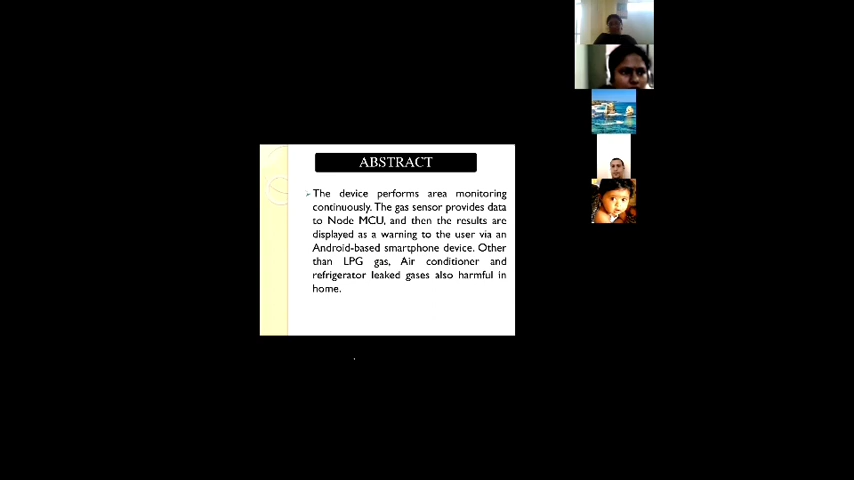 ABSTRACT
The device performs area monitoring
continuously. The gas sensor provides data
to Node MCU, and then the results are
displayed as a warning to the user via an
Android-based smartphone device. Other
than LPG gas, Air conditioner and
refrigerator leaked gases also harmful in
home.